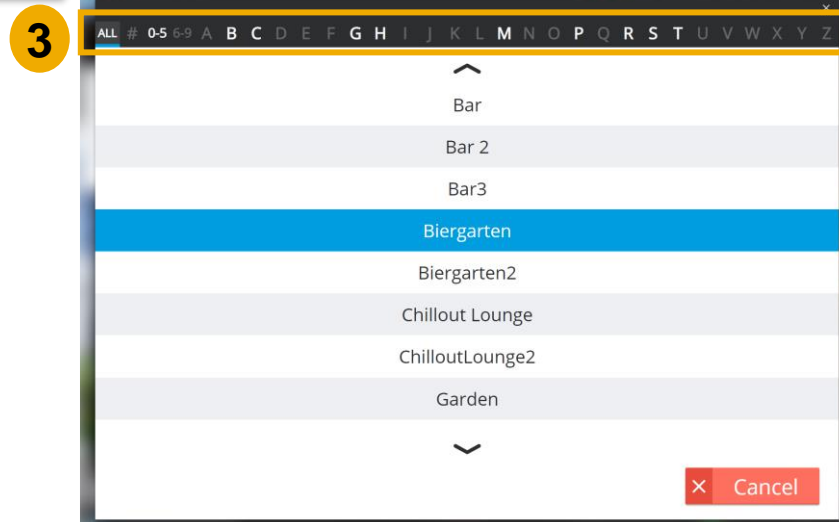 3
ALL # 0-5 6-9 A B C D E F G H I J K L M N O P Q R S T U V W X Y Z
Bar
Bar 2
Bar3
Biergarten
Biergarten2
Chillout Lounge
ChilloutLounge2
Garden
× Cancel